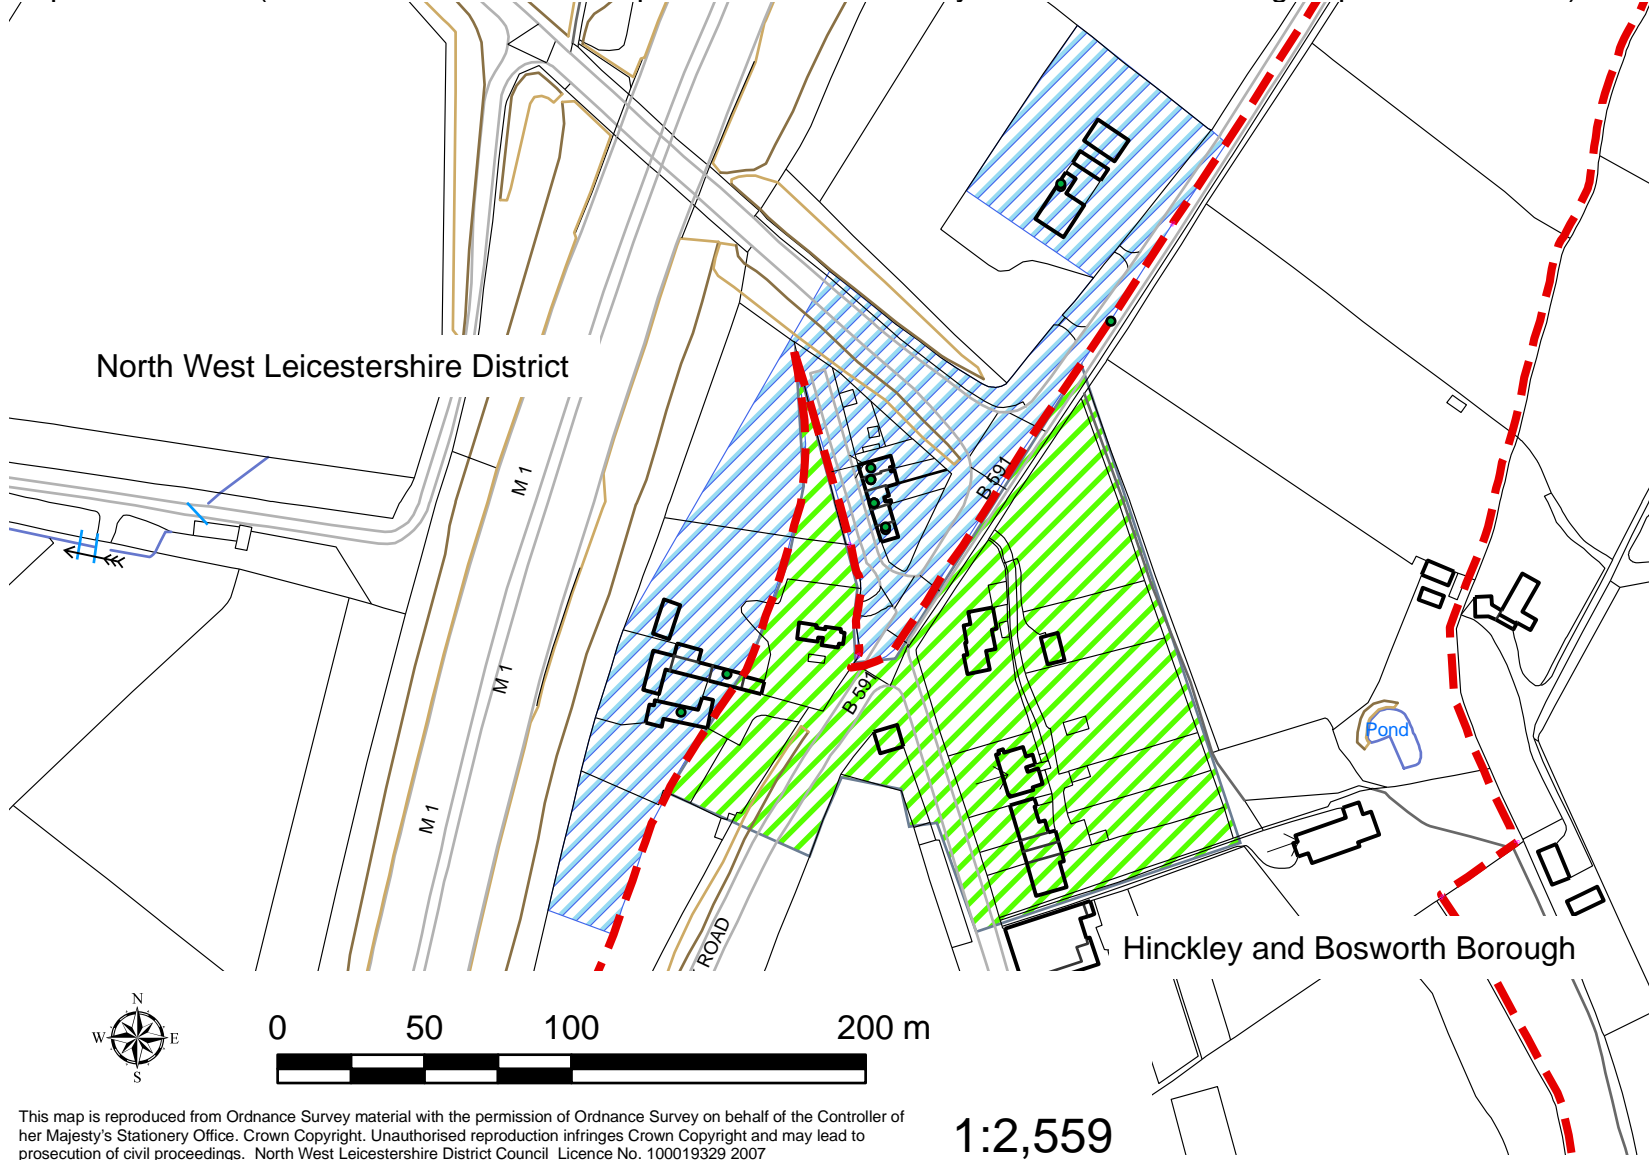 North West Leicestershire District
M 1
B 591
M 1
B 591
Pond
M 1
ROAD
Hinckley and Bosworth Borough
N
W E
S
0 50 100 200 m
This map is reproduced from Ordnance Survey material with the permission of Ordnance Survey on behalf of the Controller of
her Majesty's Stationery Office. Crown Copyright. Unauthorised reproduction infringes Crown Copyright and may lead to
prosecution of civil proceedings. North West Leicestershire District Council Licence No. 100019329 2007
1:2,559